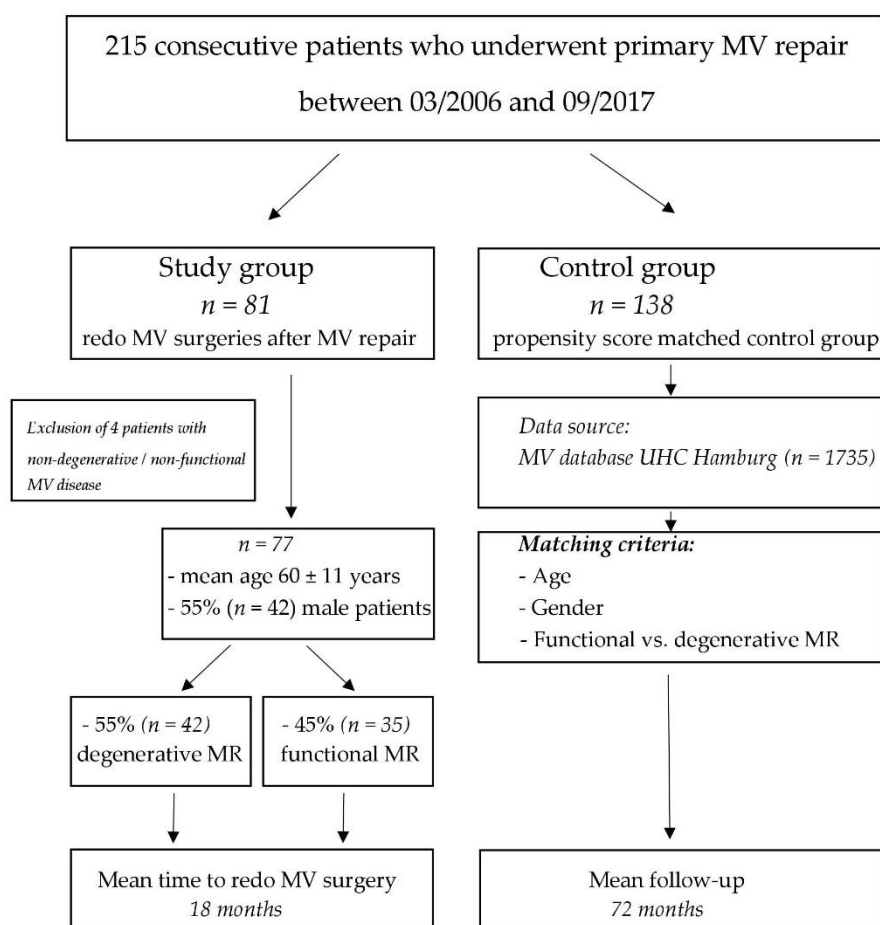 215 consecutive patients who underwent primary MV repair
between 03/2006 and 09/2017
Study group
n = 81
redo MV surgeries after MV repair
Control group
n = 138
propensity score matched control group
Exclusion of 4 patients with
non-degenerative / non-functional
MV disease
Data source:
MV database UHC Hamburg (n = 1735)
n = 77
- mean age 60 ± 11 years
- 55% (n = 42) male patients
Matching criteria:
- Age
- Gender
- Functional vs. degenerative MR
- 55% (n = 42)
degenerative MR
- 45% (n = 35)
functional MR
Mean time to redo MV surgery
18 months
Mean follow-up
72 months